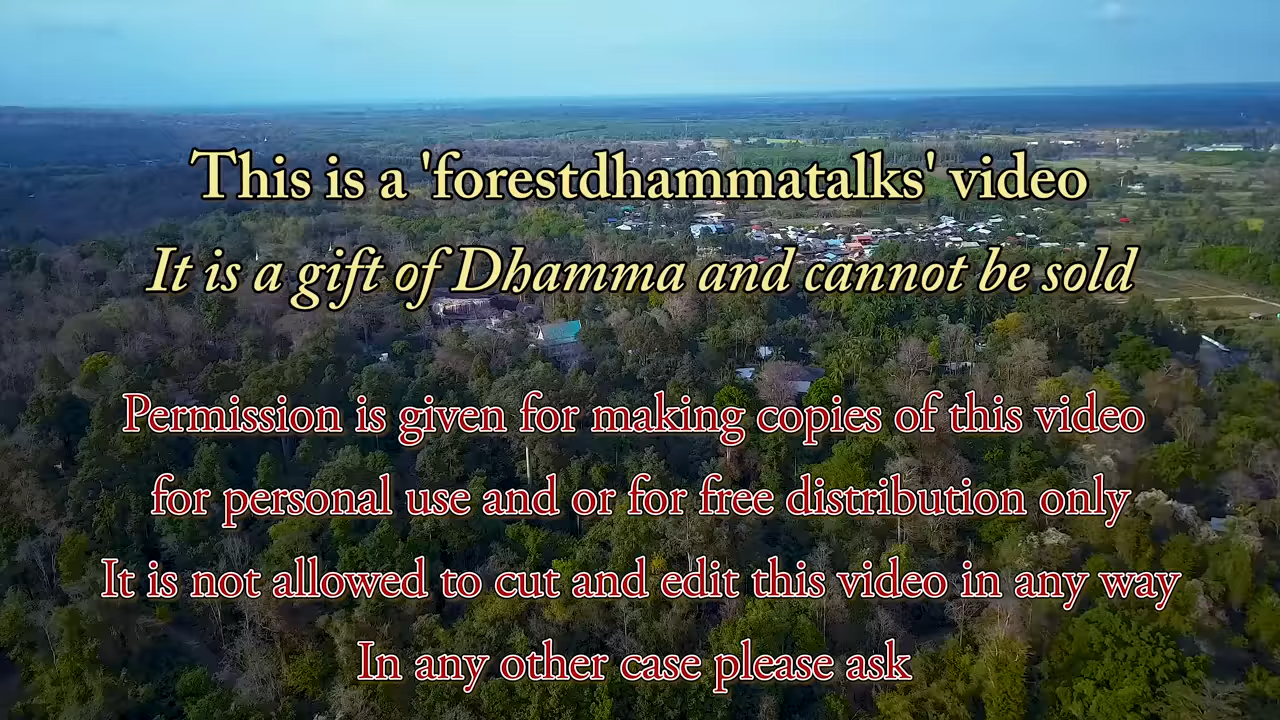 This is a 'forestdhammatalks' video
It is a gift of Dhamma and cannot be sold
Permission is given for making copies of this video
for personal use and or for free distribution only
It is not allowed to cut and edit this video in any way
In any other case please ask